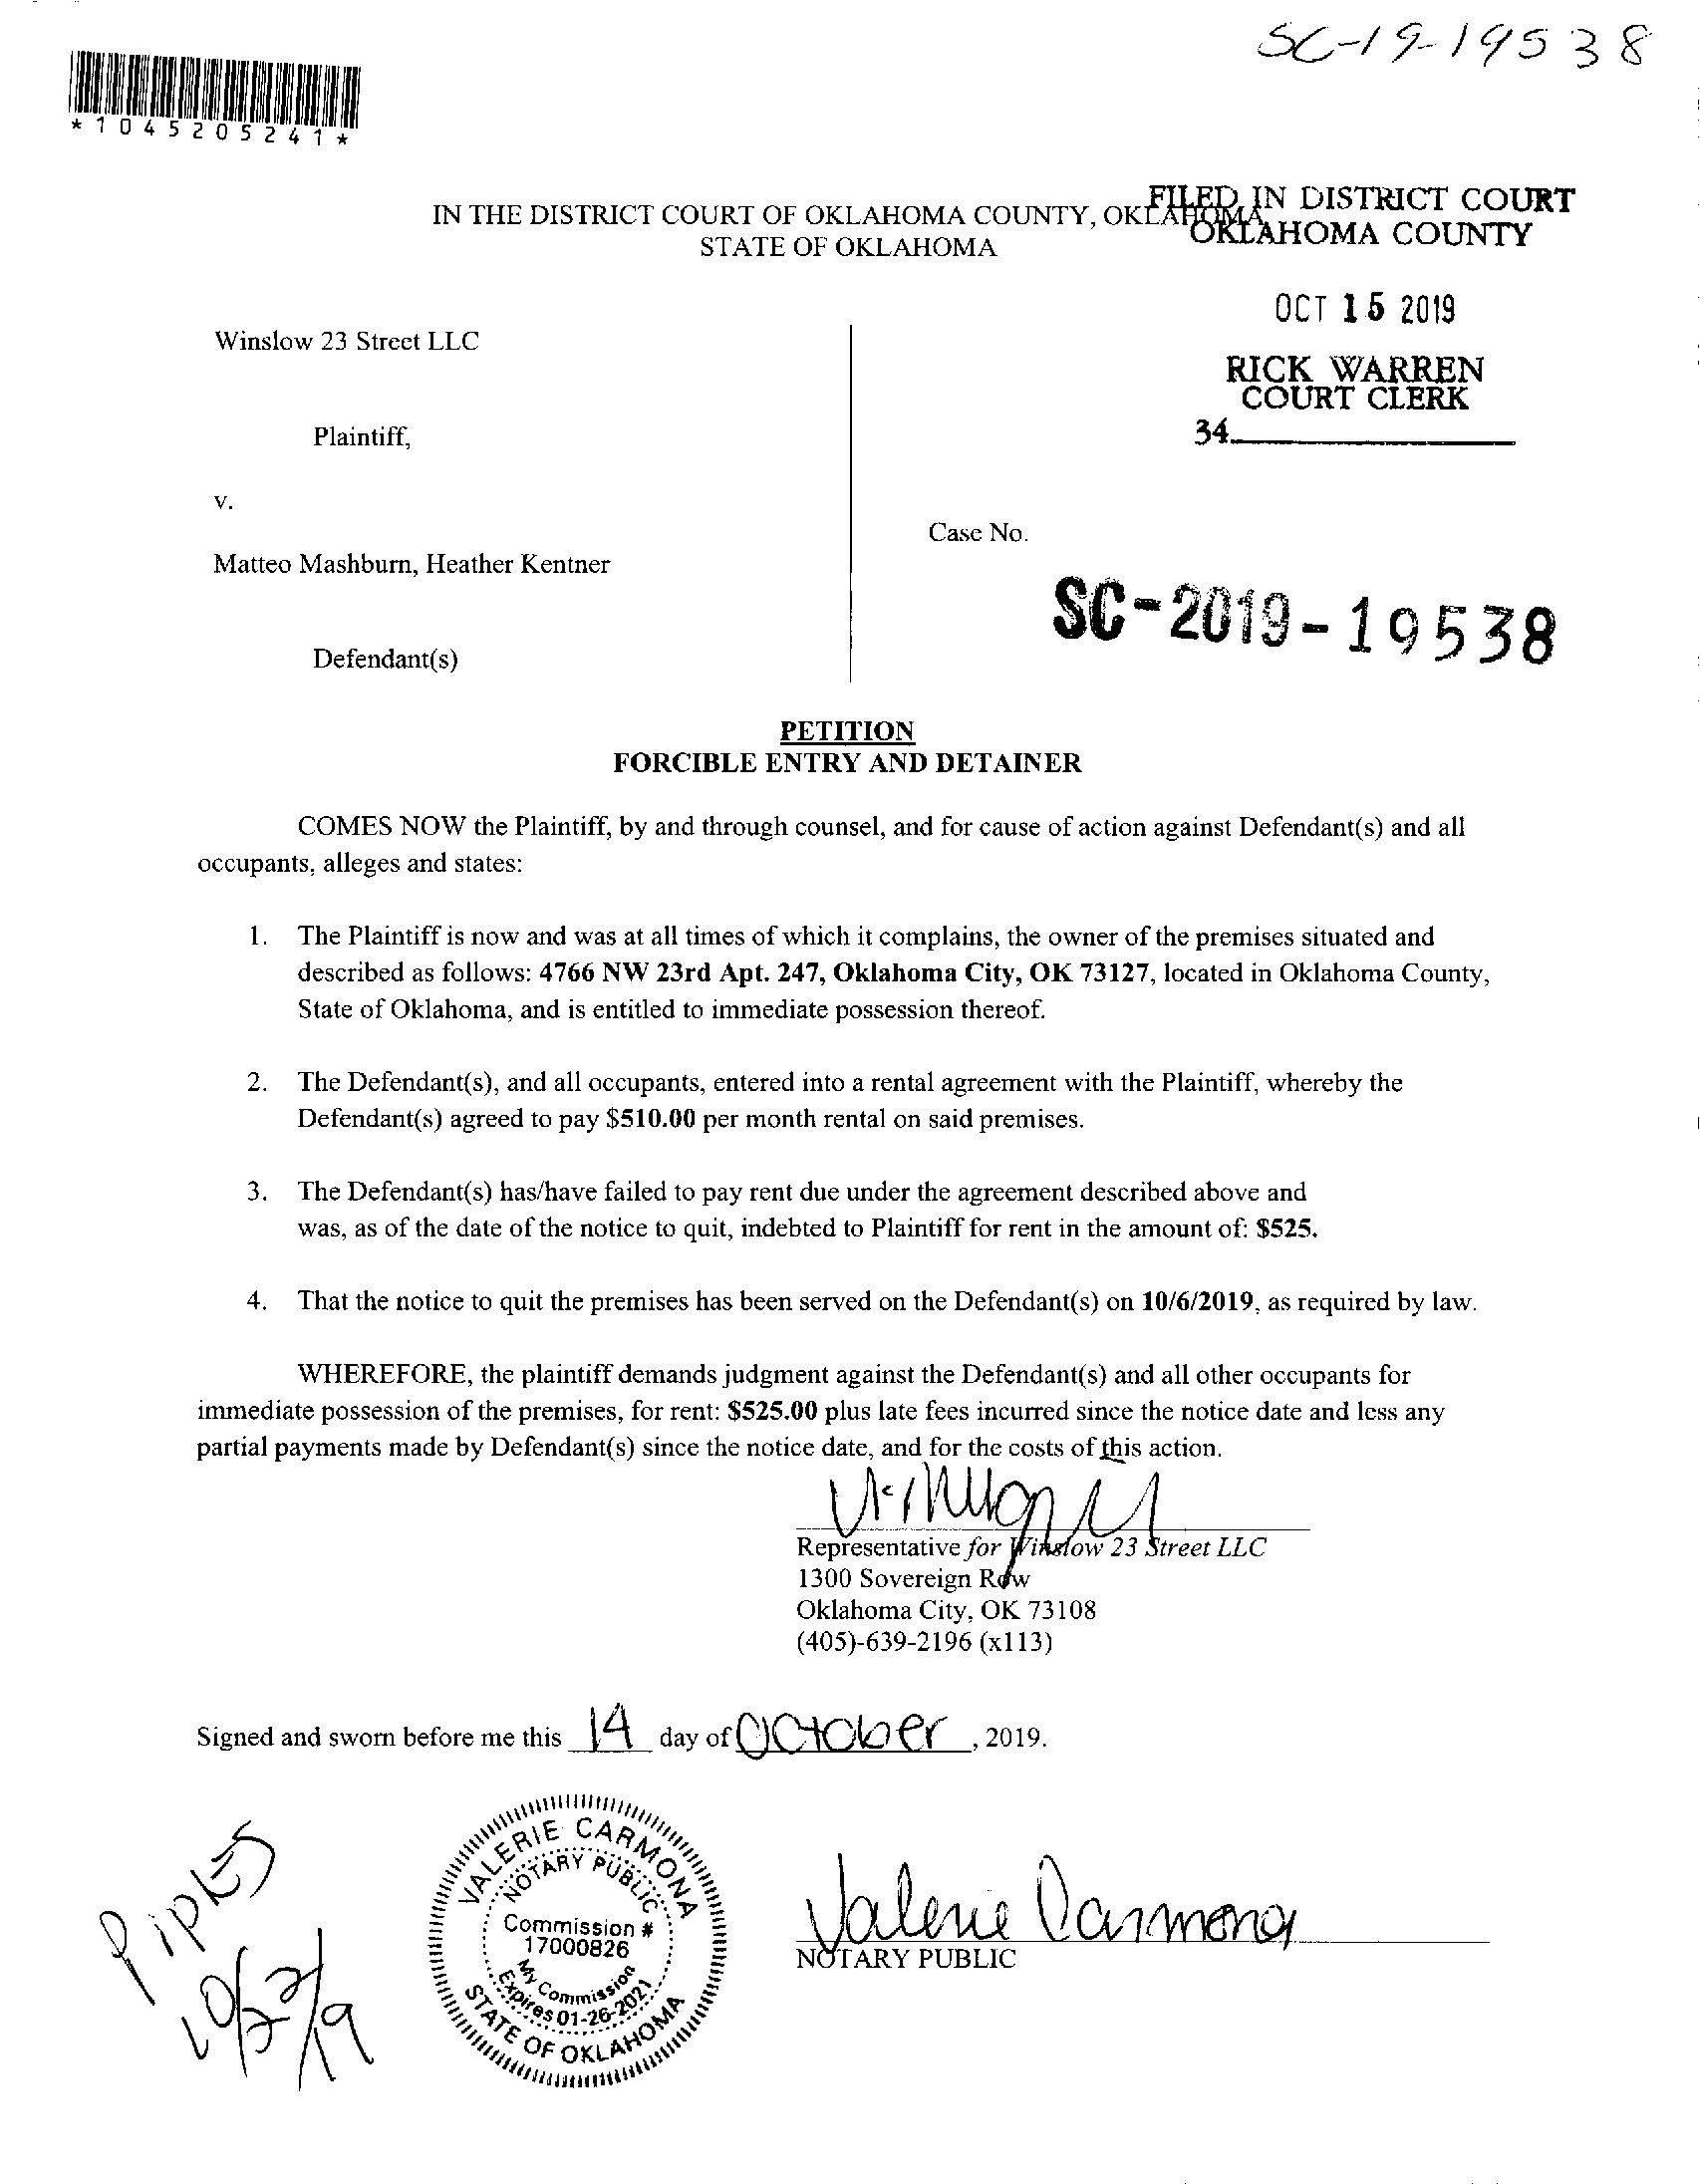 SC-19-19538
*1045205241*
IN THE DISTRICT COURT OF OKLAHOMA COUNTY, OKLAHOMA
STATE OF OKLAHOMA
FILED IN DISTRICT COURT
OKLAHOMA COUNTY
OCT 15 2019
RICK WARREN
COURT CLERK
34
Winslow 23 Street LLC
Plaintiff,
v.
Matteo Mashburn, Heather Kentner
Defendant(s)
Case No.
SC-2019-19538
PETITION
FORCIBLE ENTRY AND DETAINER
COMES NOW the Plaintiff, by and through counsel, and for cause of action against Defendant(s) and all
occupants, alleges and states:
1. The Plaintiff is now and was at all times of which it complains, the owner of the premises situated and
described as follows: 4766 NW 23rd Apt. 247, Oklahoma City, OK 73127, located in Oklahoma County,
State of Oklahoma, and is entitled to immediate possession thereof.
2. The Defendant(s), and all occupants, entered into a rental agreement with the Plaintiff, whereby the
Defendant(s) agreed to pay $510.00 per month rental on said premises.
3. The Defendant(s) has/have failed to pay rent due under the agreement described above and
was, as of the date of the notice to quit, indebted to Plaintiff for rent in the amount of: $525.
4. That the notice to quit the premises has been served on the Defendant(s) on 10/6/2019, as required by law.
WHEREFORE, the plaintiff demands judgment against the Defendant(s) and all other occupants for
immediate possession of the premises, for rent: $525.00 plus late fees incurred since the notice date and less any
partial payments made by Defendant(s) since the notice date, and for the costs of this action.
Representative for Winslow 23 Street LLC
1300 Sovereign Row
Oklahoma City, OK 73108
(405)-639-2196 (x113)
Signed and sworn before me this 14 day of October, 2019.
VALERIE CARMONA
NOTARY PUBLIC
Commission #
17000826
My Commission
Expires 01-26-2021
STATE OF OKLAHOMA
Valerie Carmona
NOTARY PUBLIC
10/22/19